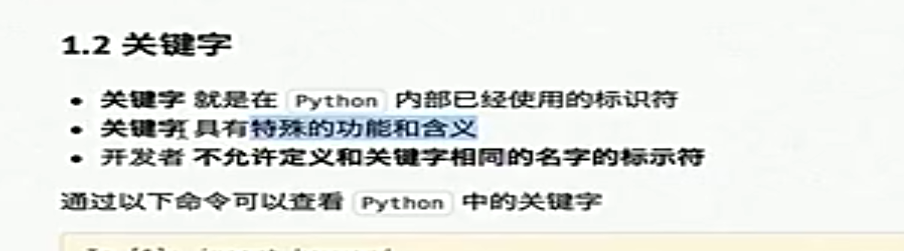 1.2 关键字
关键字 就是在 Python 内部已经使用的标识符
关键字 具有特殊的功能和含义
开发者 不允许定义和关键字相同的名字的标示符
通过以下命令可以查看 Python 中的关键字